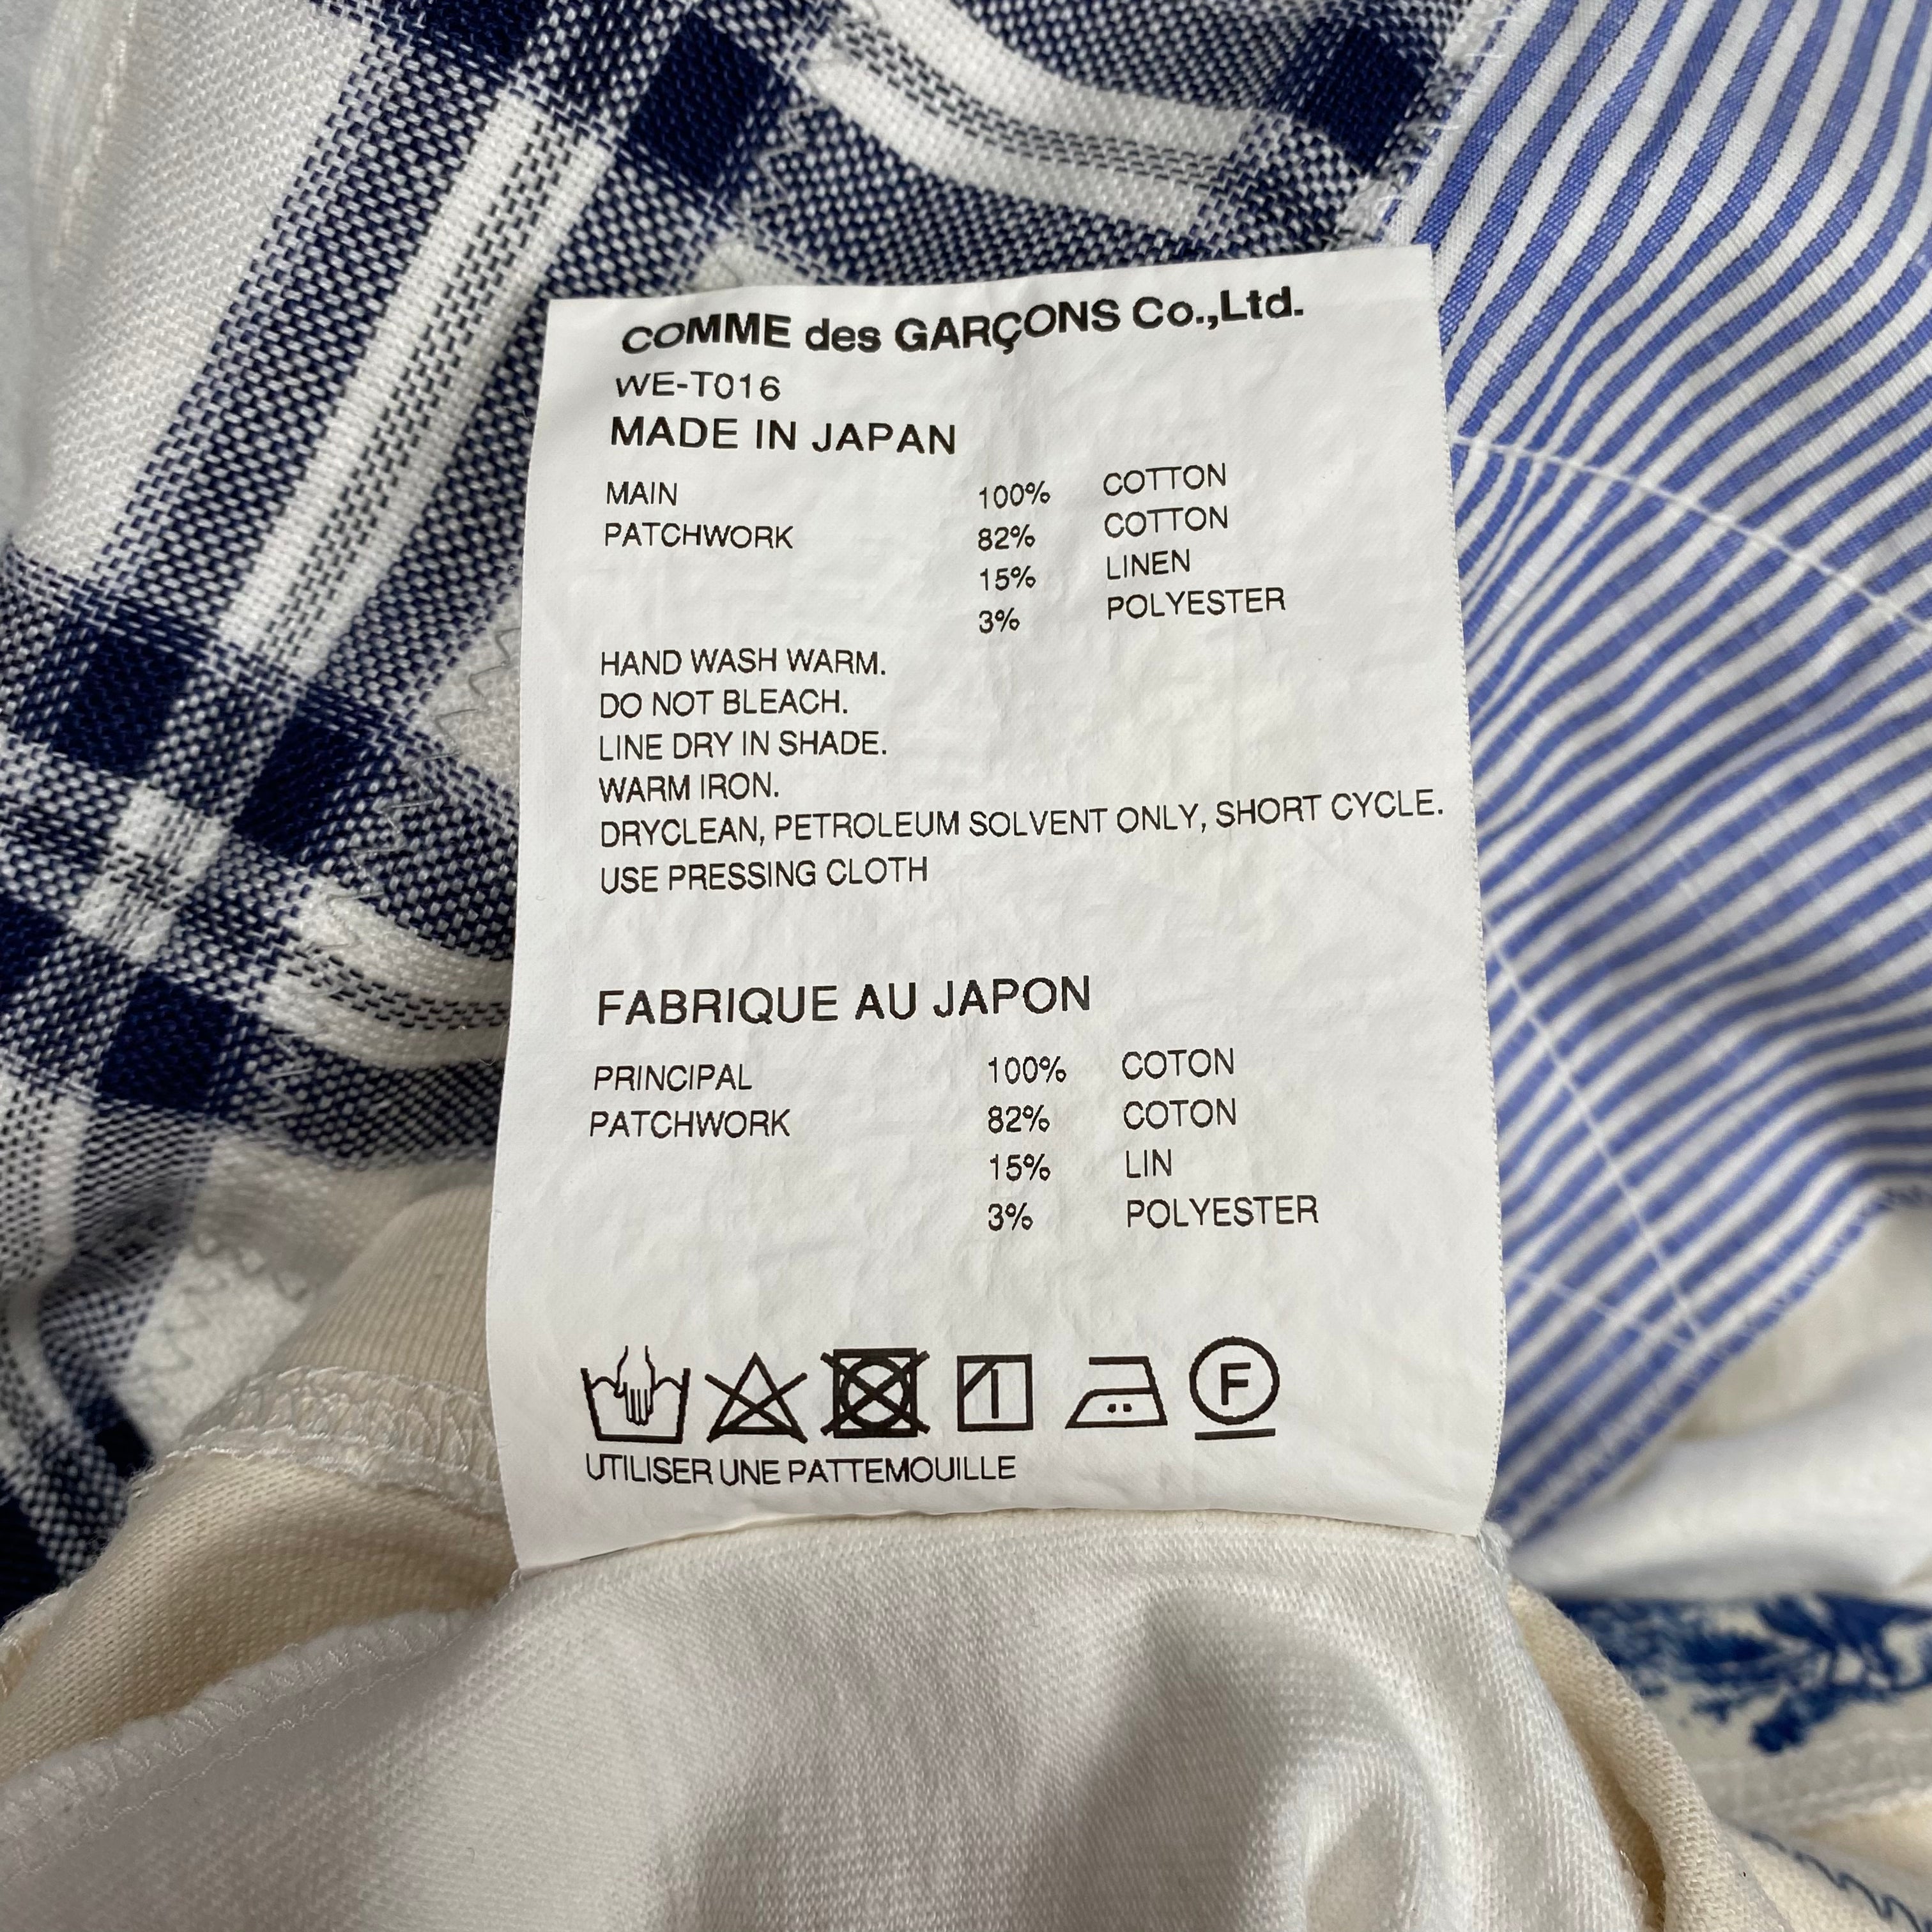 COMME des GARÇONS Co.,Ltd.
WE-T016
MADE IN JAPAN
MAIN 100% COTTON
PATCHWORK 82% COTTON
15% LINEN
3% POLYESTER
HAND WASH WARM.
DO NOT BLEACH.
LINE DRY IN SHADE.
WARM IRON.
DRYCLEAN, PETROLEUM SOLVENT ONLY, SHORT CYCLE.
USE PRESSING CLOTH
FABRIQUE AU JAPON
PRINCIPAL 100% COTON
PATCHWORK 82% COTON
15% LIN
3% POLYESTER
F
UTILISER UNE PATTEMOUILLE